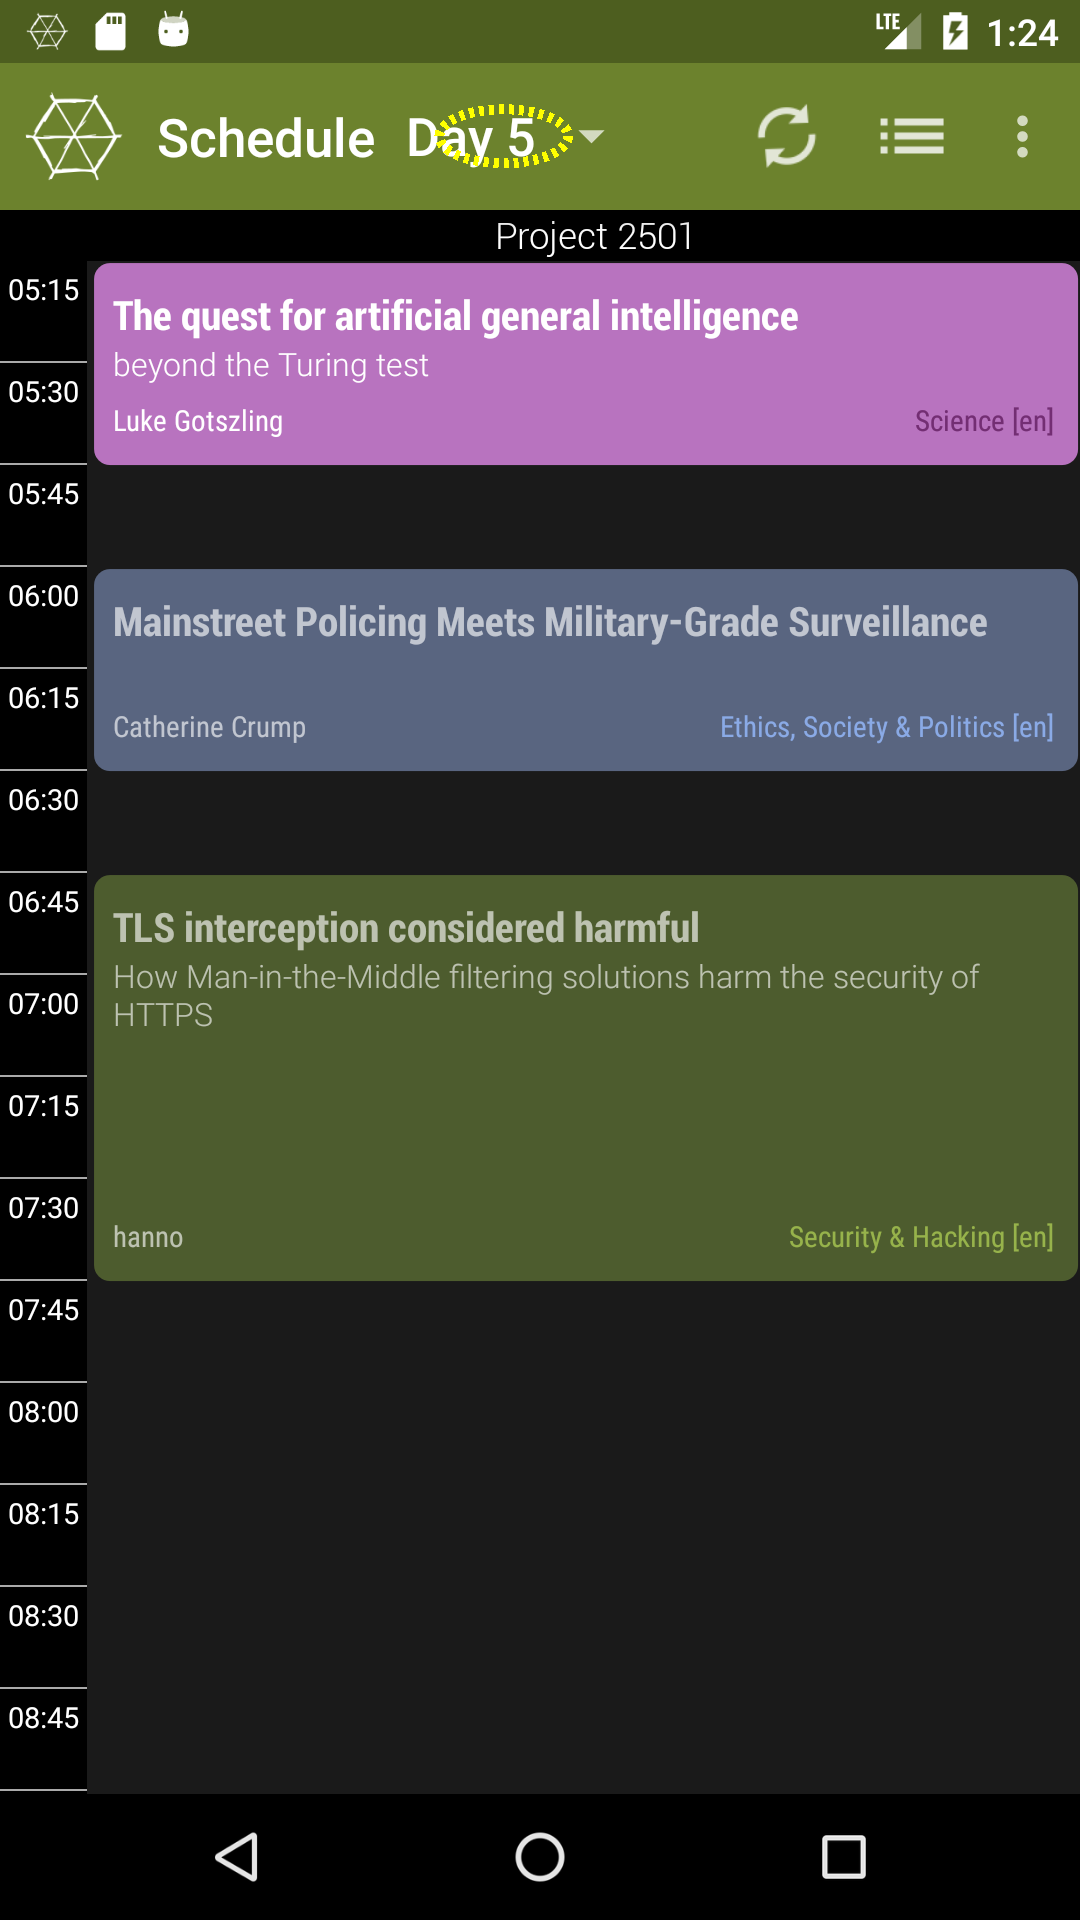 LTE 1:24
Schedule Day 5
Project 2501
05:15
The quest for artificial general intelligence
beyond the Turing test
05:30
Luke Gotszling Science [en]
05:45
06:00
Mainstreet Policing Meets Military-Grade Surveillance
06:15
Catherine Crump Ethics, Society & Politics [en]
06:30
06:45
TLS interception considered harmful
How Man-in-the-Middle filtering solutions harm the security of
HTTPS
07:00
07:15
07:30
hanno Security & Hacking [en]
07:45
08:00
08:15
08:30
08:45